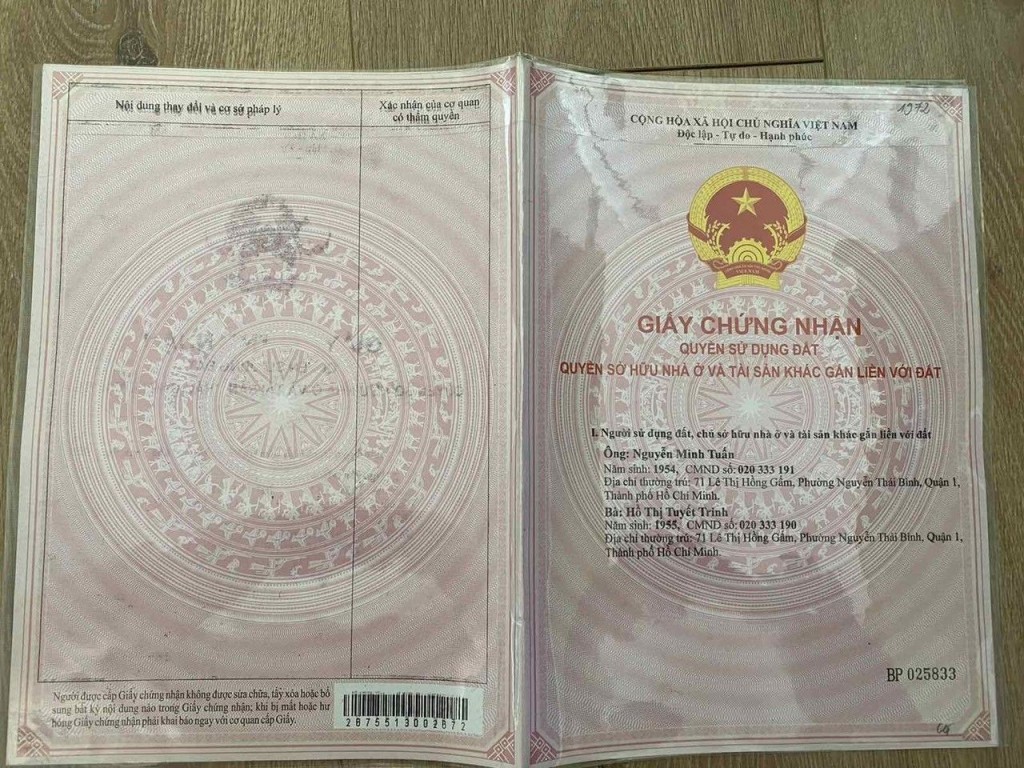 Nội dung thay đổi và cơ sở pháp lý
Xác nhận của cơ quan
có thẩm quyền
Người được cấp Giấy chứng nhận không được sửa chữa, tẩy xóa hoặc bổ
sung bất kỳ nội dung nào trong Giấy chứng nhận; khi bị mất hoặc hư
hỏng Giấy chứng nhận phải khai báo ngay với cơ quan cấp Giấy.
2875513002872
1972
CỘNG HÒA XÃ HỘI CHỦ NGHĨA VIỆT NAM
Độc lập - Tự do - Hạnh phúc
GIẤY CHỨNG NHẬN
QUYỀN SỬ DỤNG ĐẤT
QUYỀN SỞ HỮU NHÀ Ở VÀ TÀI SẢN KHÁC GẮN LIỀN VỚI ĐẤT
I. Người sử dụng đất, chủ sở hữu nhà ở và tài sản khác gắn liền với đất
Ông: Nguyễn Minh Tuấn
Năm sinh: 1954, CMND số: 020 333 191
Địa chỉ thường trú: 71 Lê Thị Hồng Gấm, Phường Nguyễn Thái Bình, Quận 1,
Thành phố Hồ Chí Minh.
Bà: Hồ Thị Tuyết Trinh
Năm sinh: 1955, CMND số: 020 333 190
Địa chỉ thường trú: 71 Lê Thị Hồng Gấm, Phường Nguyễn Thái Bình, Quận 1,
Thành phố Hồ Chí Minh.
BP 025833